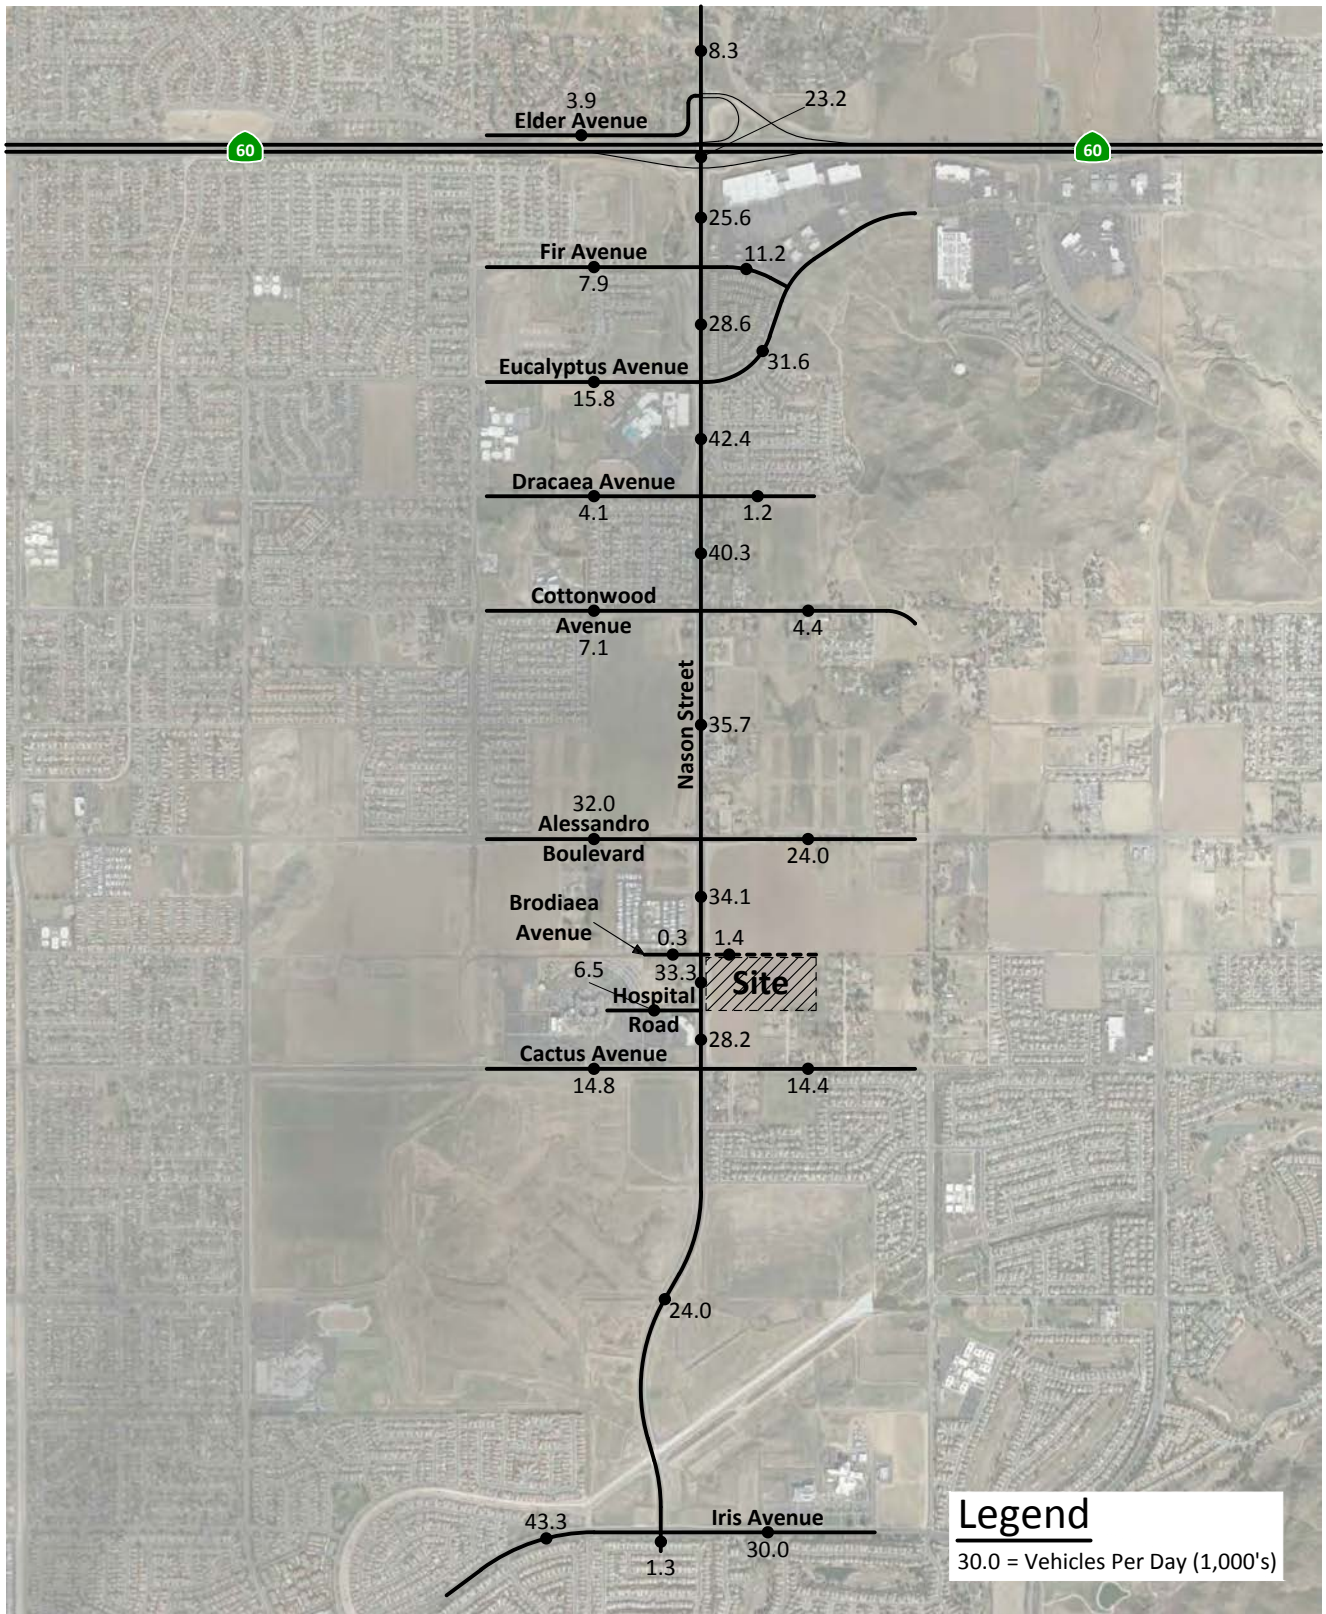 8.3
23.2
3.9
Elder Avenue
60
60
25.6
Fir Avenue
11.2
7.9
28.6
31.6
Eucalyptus Avenue
15.8
42.4
Dracaea Avenue
4.1
1.2
40.3
Cottonwood
Avenue
7.1
4.4
Nason Street
35.7
32.0
Alessandro
Boulevard
24.0
34.1
Brodiaea
Avenue
0.3
1.4
6.5
33.3
Site
Hospital
Road
28.2
Cactus Avenue
14.8
14.4
24.0
43.3
Iris Avenue
30.0
1.3
Legend
30.0 = Vehicles Per Day (1,000's)